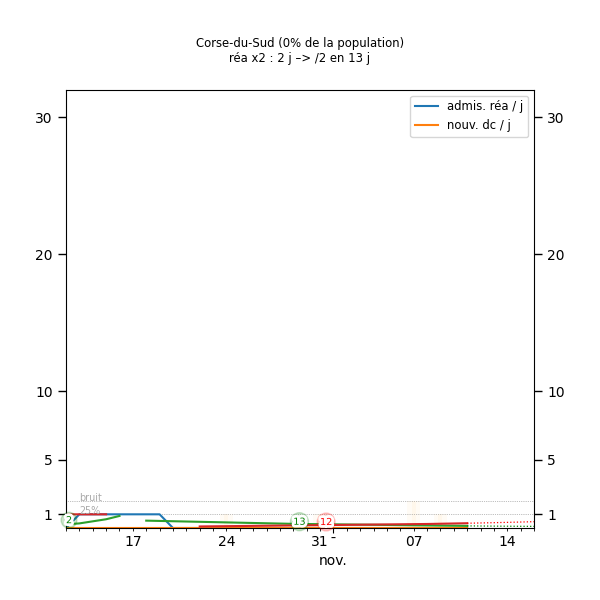 Corse-du-Sud (0% de la population)
réa x2 : 2 j –> /2 en 13 j
admis. réa / j
nouv. dc / j
30 30
20 20
10 10
5 5
bruit
25%
1 1
2 13 12
17 24 31 07 14
nov.